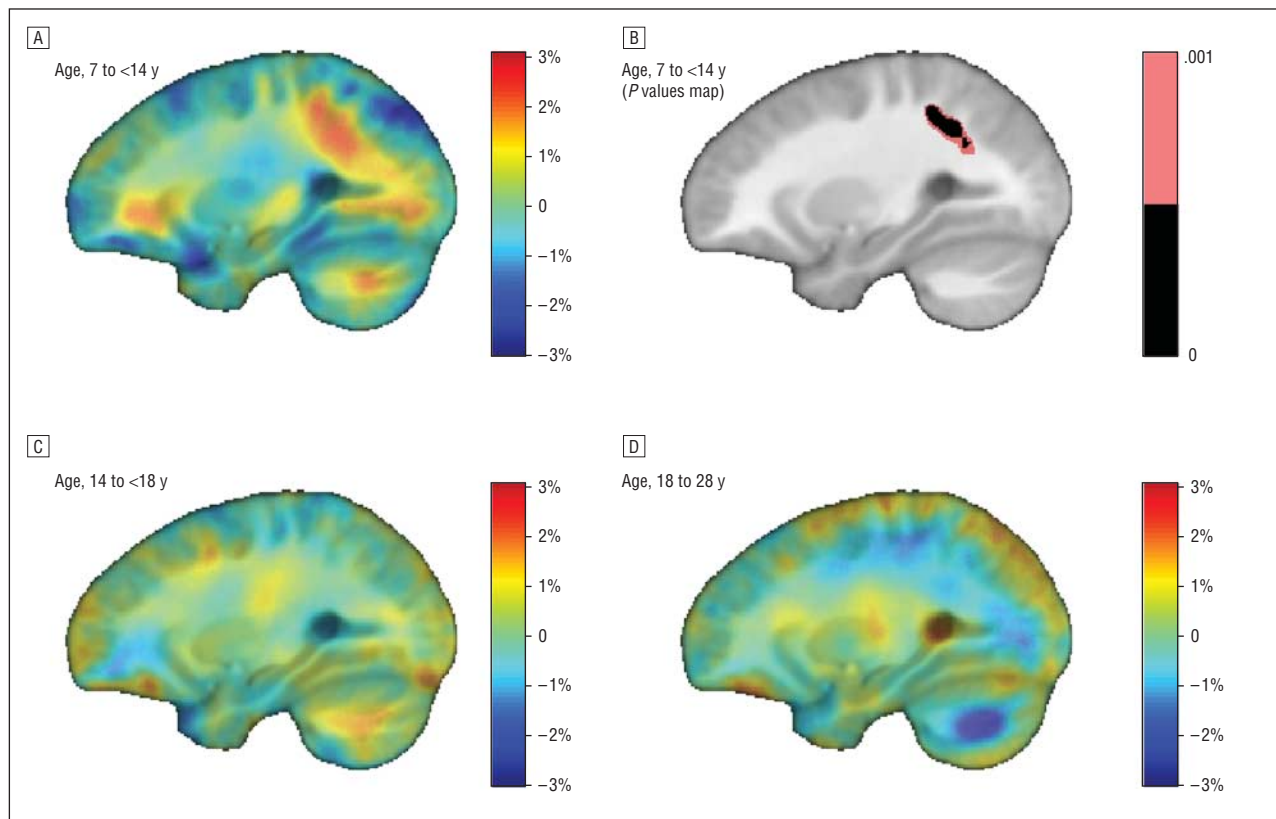 A
Age, 7 to <14 y
3%
2%
1%
0
−1%
−2%
−3%
B
Age, 7 to <14 y
(P values map)
.001
0
C
Age, 14 to <18 y
3%
2%
1%
0
−1%
−2%
−3%
D
Age, 18 to 28 y
3%
2%
1%
0
−1%
−2%
−3%